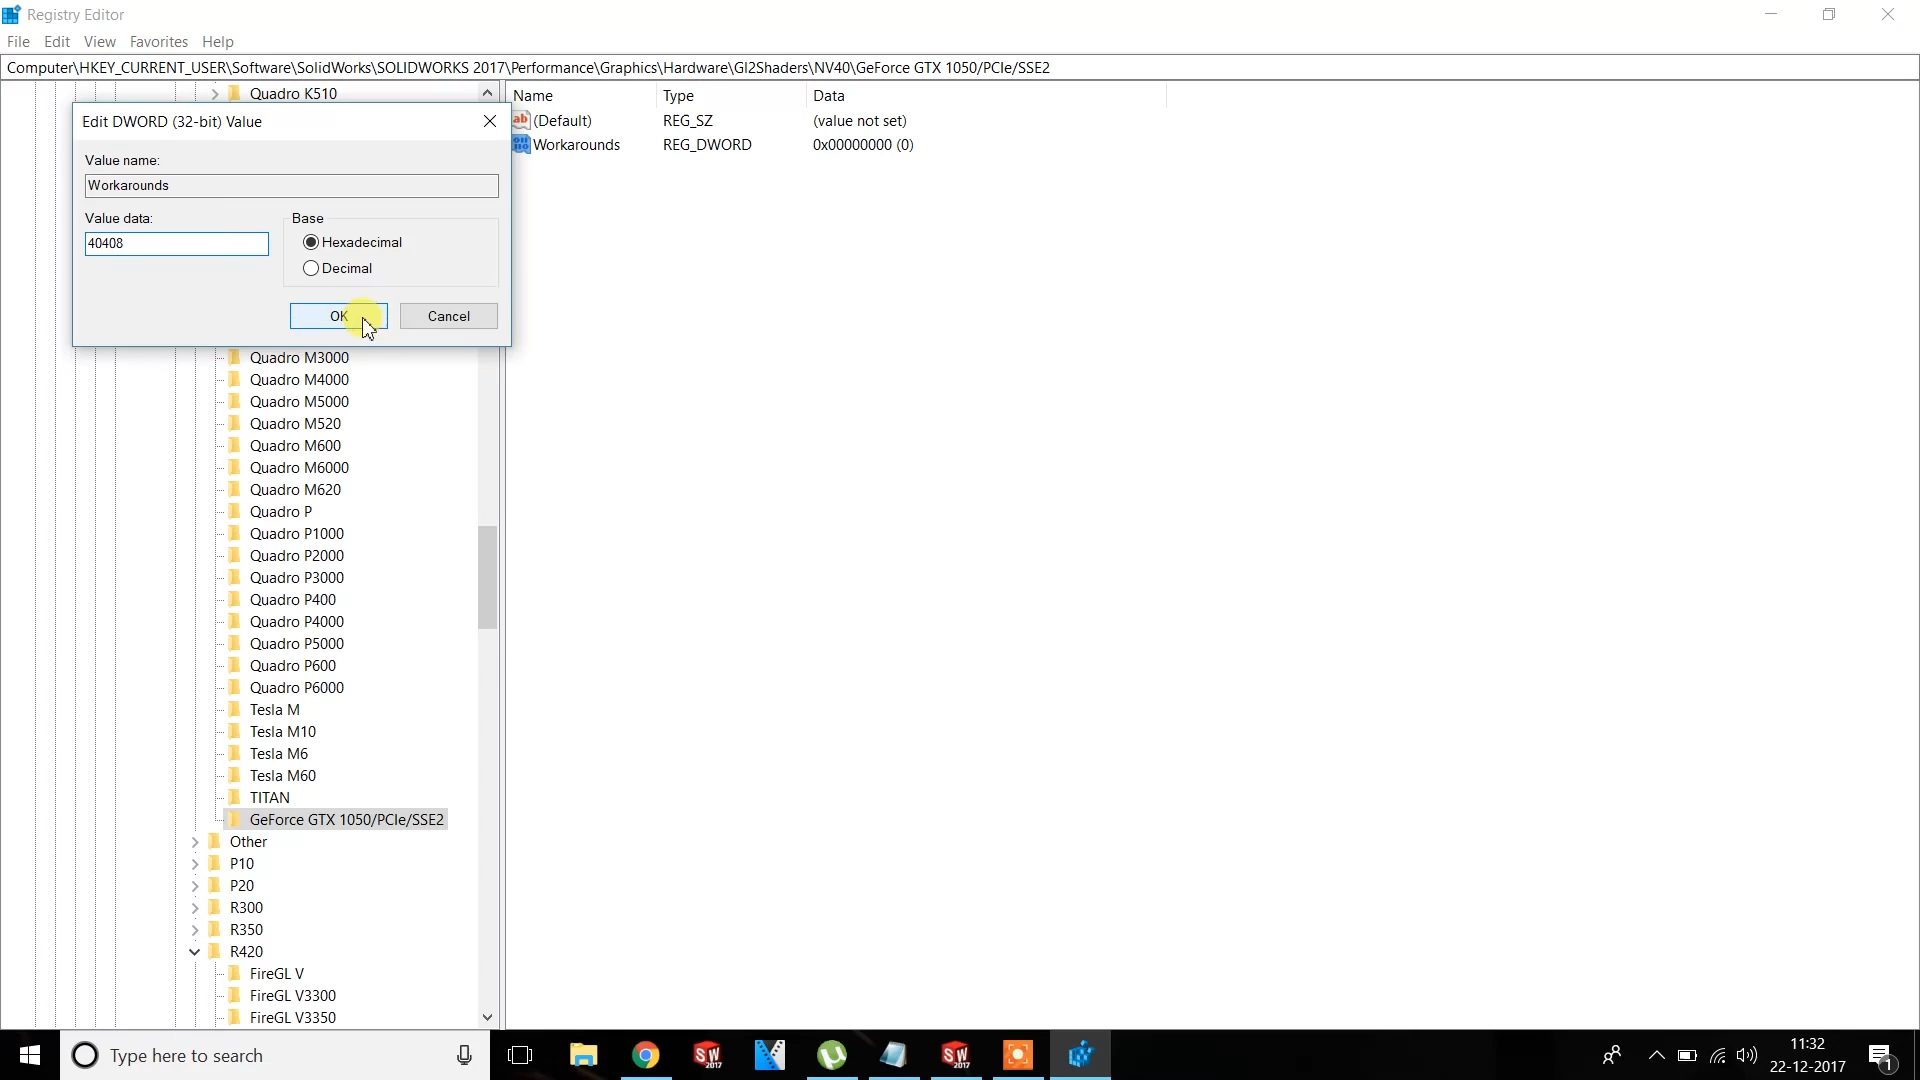 Registry Editor
File Edit View Favorites Help
Computer\HKEY_CURRENT_USER\Software\SolidWorks\SOLIDWORKS 2017\Performance\Graphics\Hardware\Gl2Shaders\NV40\GeForce GTX 1050/PCIe/SSE2
Quadro K510
Edit DWORD (32-bit) Value
Value name:
Workarounds
Value data:
40408
Base
Hexadecimal
Decimal
OK
Cancel
Quadro M3000
Quadro M4000
Quadro M5000
Quadro M520
Quadro M600
Quadro M6000
Quadro M620
Quadro P
Quadro P1000
Quadro P2000
Quadro P3000
Quadro P400
Quadro P4000
Quadro P5000
Quadro P600
Quadro P6000
Tesla M
Tesla M10
Tesla M6
Tesla M60
TITAN
GeForce GTX 1050/PCIe/SSE2
Other
P10
P20
R300
R350
R420
FireGL V
FireGL V3300
FireGL V3350
Name Type Data
ab (Default) REG_SZ (value not set)
Workarounds REG_DWORD 0x00000000 (0)
Type here to search
SW 2017
SW 2017
11:32
22-12-2017
1